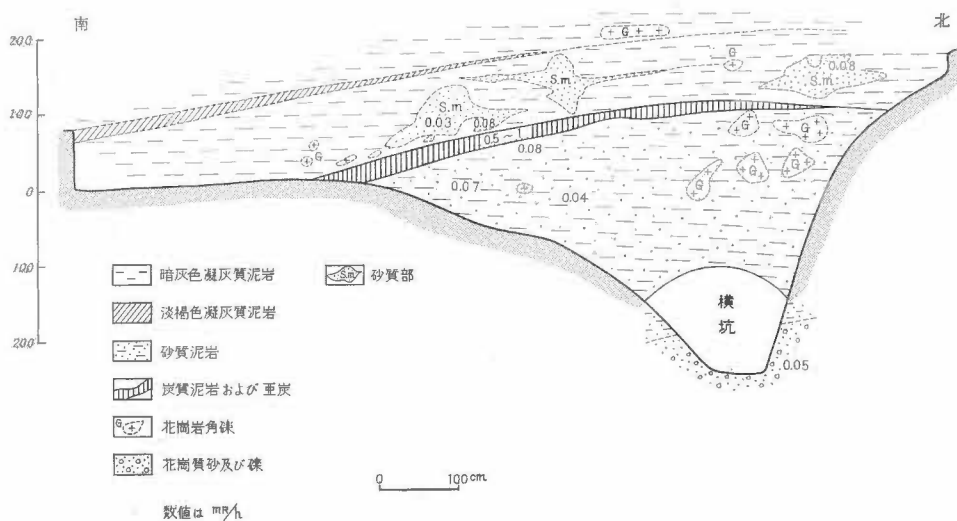 南
北
200
100
0
100
200
G
G
0.08
S.m
S.m
S.m
0.03
0.08
25
0.5
1
0.08
G
G
G
G
G
G
0.07
0.04
横
坑
0.05
暗灰色凝灰質泥岩
S.m 砂質部
淡褐色凝灰質泥岩
砂質泥岩
炭質泥岩および亜炭
G 花崗岩角礫
花崗質砂及び礫
0 100cm
数値は mR/h